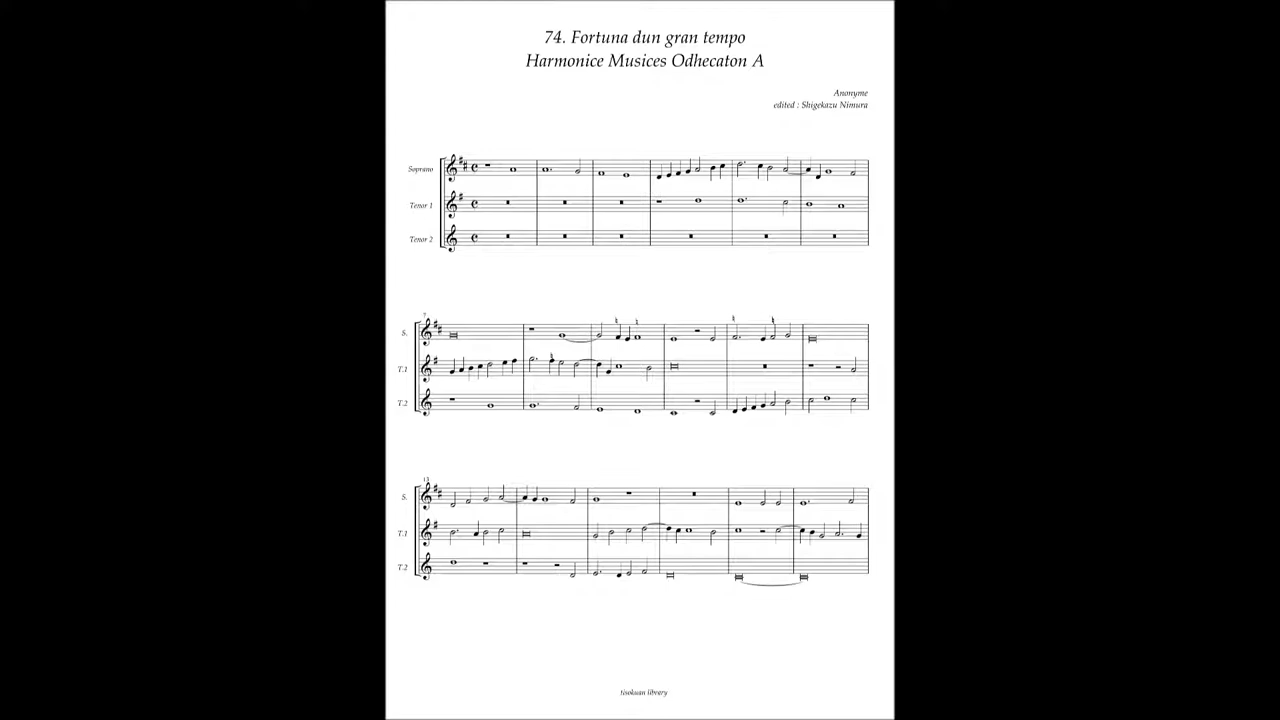 74. Fortuna dun gran tempo
Harmonice Musices Odhecaton A
Anonyme
edited : Shigekazu Nimura
Soprano
Tenor 1
Tenor 2
7
S.
T.1
T.2
13
S.
T.1
T.2
tisokuan library